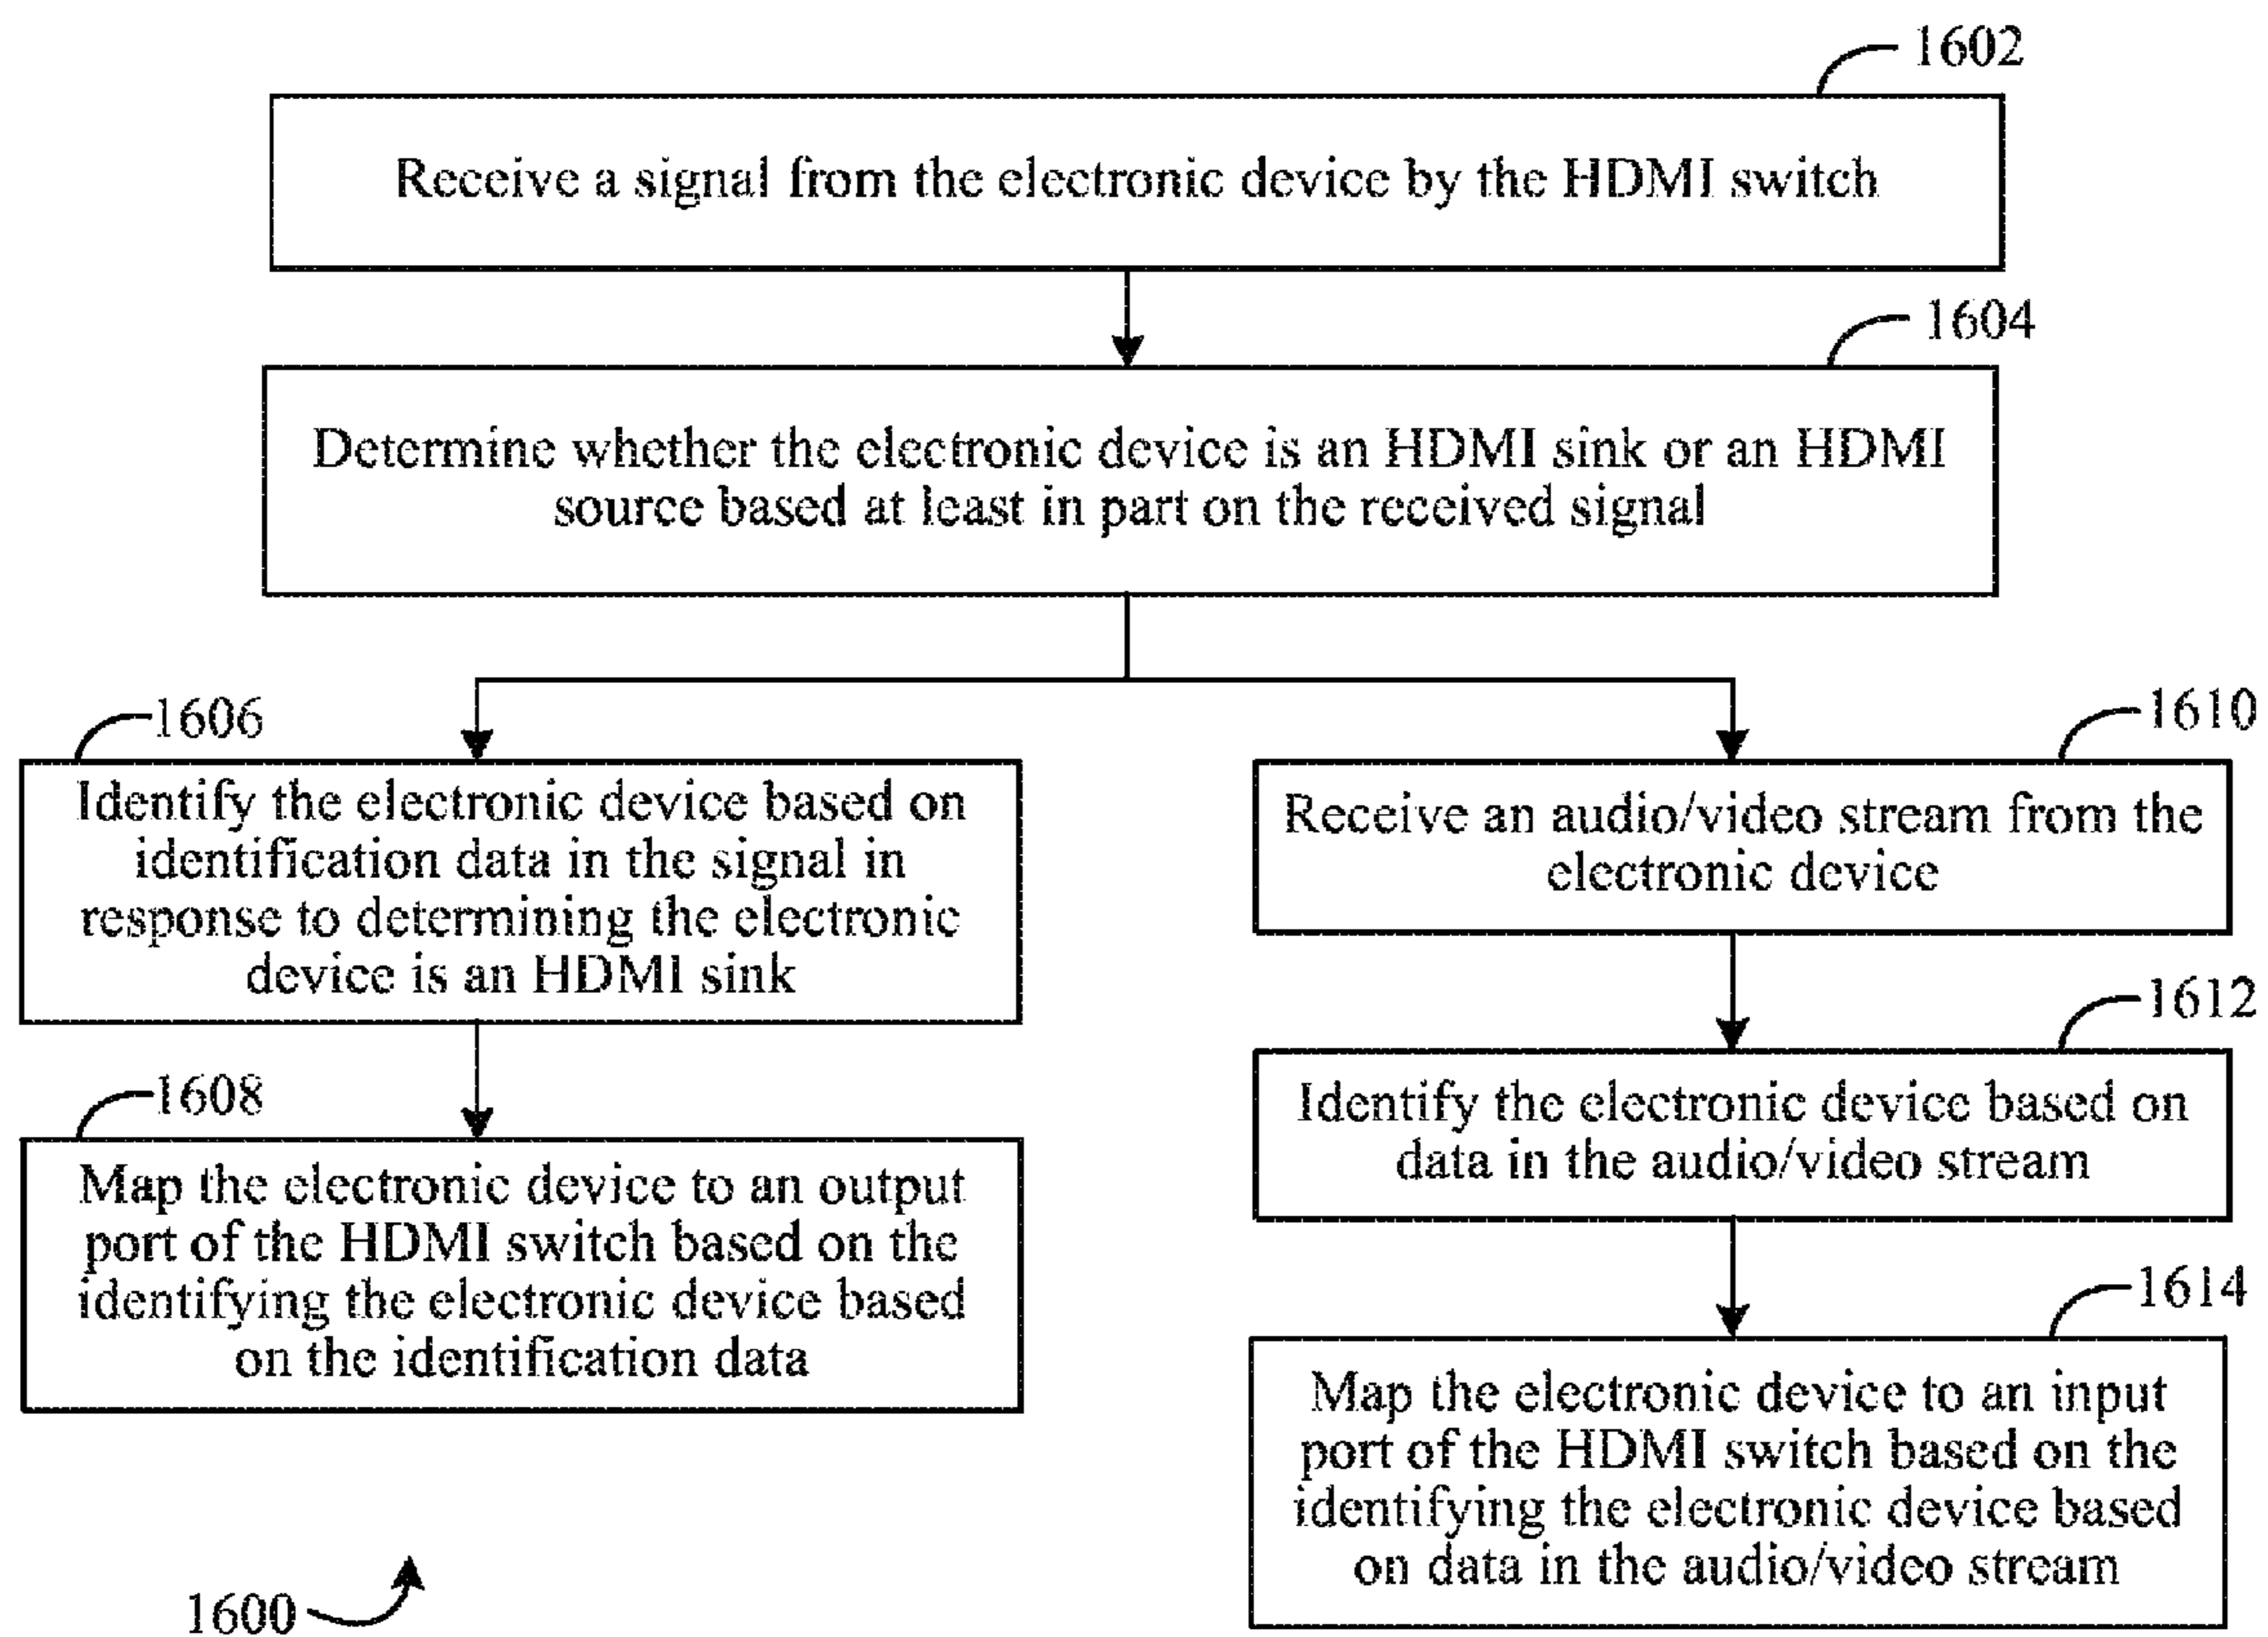 1602
Receive a signal from the electronic device by the HDMI switch
1604
Determine whether the electronic device is an HDMI sink or an HDMI
source based at least in part on the received signal
1606
Identify the electronic device based on
identification data in the signal in
response to determining the electronic
device is an HDMI sink
1608
Map the electronic device to an output
port of the HDMI switch based on the
identifying the electronic device based
on the identification data
1610
Receive an audio/video stream from the
electronic device
1612
Identify the electronic device based on
data in the audio/video stream
1614
Map the electronic device to an input
port of the HDMI switch based on the
identifying the electronic device based
on data in the audio/video stream
1600